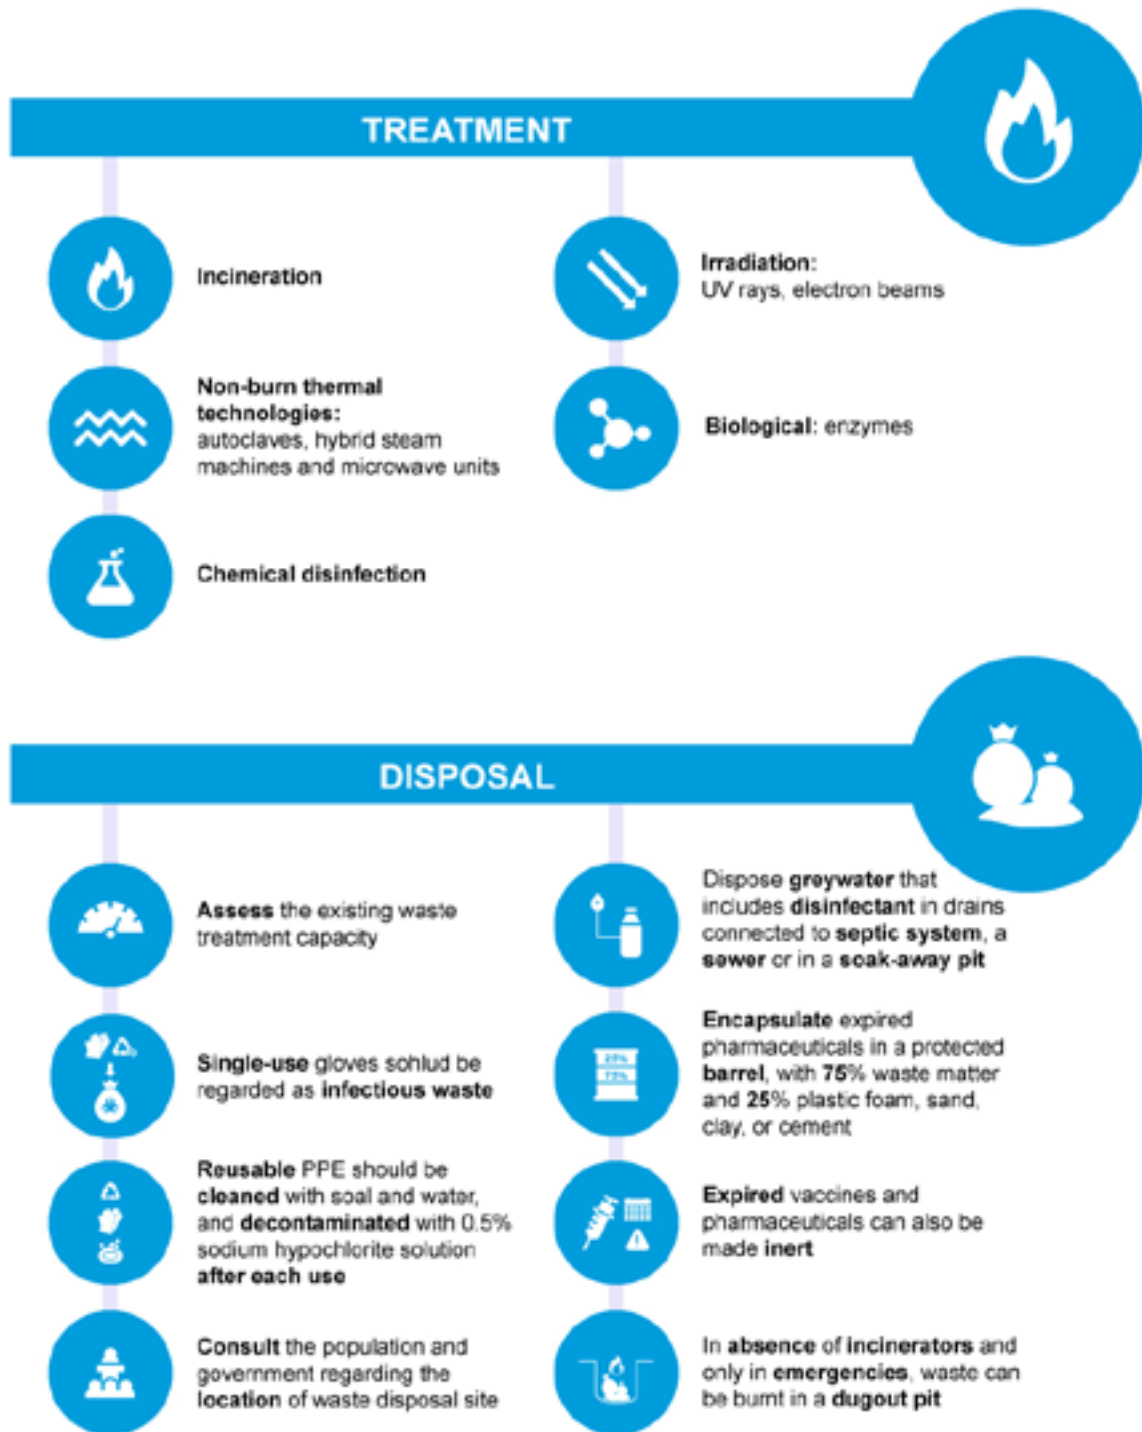 TREATMENT
Incineration
Non-burn thermal
technologies:
autoclaves, hybrid steam
machines and microwave units
Chemical disinfection
Irradiation:
UV rays, electron beams
Biological: enzymes
DISPOSAL
Assess the existing waste
treatment capacity
Single-use gloves sohlud be
regarded as infectious waste
Reusable PPE should be
cleaned with soal and water,
and decontaminated with 0.5%
sodium hypochlorite solution
after each use
Consult the population and
government regarding the
location of waste disposal site
Dispose greywater that
includes disinfectant in drains
connected to septic system, a
sewer or in a soak-away pit
25%
75%
Encapsulate expired
pharmaceuticals in a protected
barrel, with 75% waste matter
and 25% plastic foam, sand,
clay, or cement
Expired vaccines and
pharmaceuticals can also be
made inert
In absence of incinerators and
only in emergencies, waste can
be burnt in a dugout pit